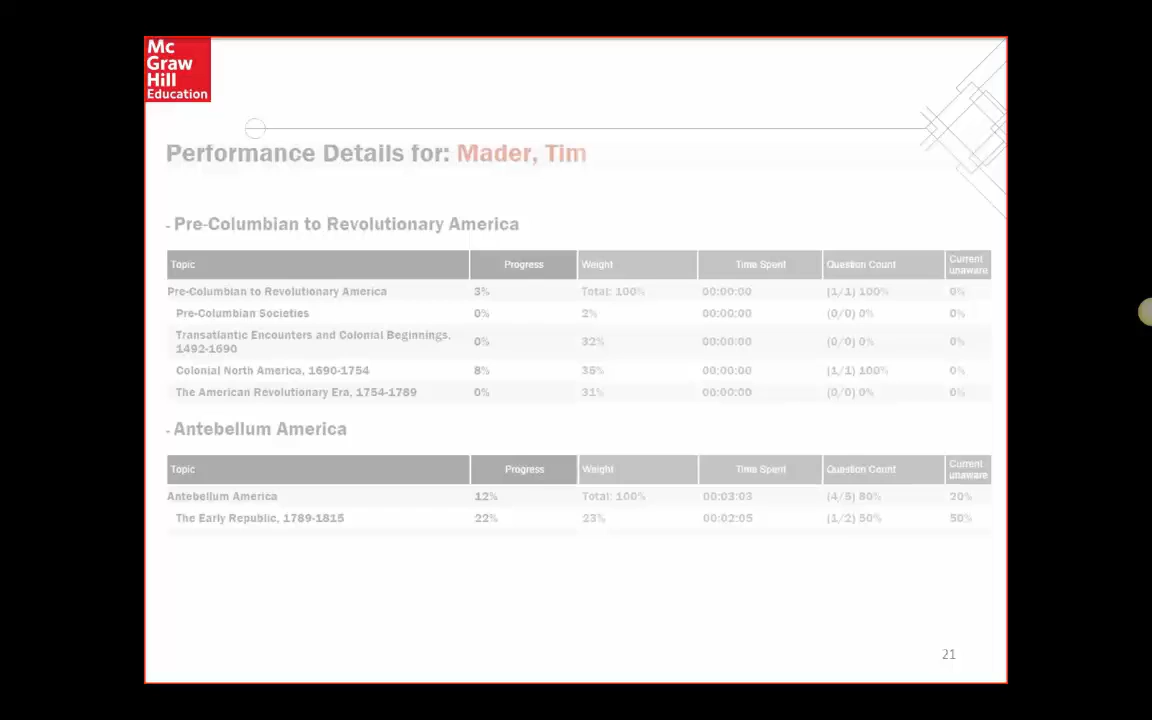 Mc
Graw
Hill
Education
Performance Details for: Mader, Tim
- Pre-Columbian to Revolutionary America
Topic Progress Weight Time Spent Question Count Current unaware
Pre-Columbian to Revolutionary America 3% Total: 100% 00:00:00 (1/1) 100% 0%
Pre-Columbian Societies 0% 2% 00:00:00 (0/0) 0% 0%
Transatlantic Encounters and Colonial Beginnings,
1492-1690 0% 32% 00:00:00 (0/0) 0% 0%
Colonial North America, 1690-1754 8% 35% 00:00:00 (1/1) 100% 0%
The American Revolutionary Era, 1754-1789 0% 31% 00:00:00 (0/0) 0% 0%
- Antebellum America
Topic Progress Weight Time Spent Question Count Current unaware
Antebellum America 12% Total: 100% 00:03:03 (4/5) 80% 20%
The Early Republic, 1789-1815 22% 23% 00:02:05 (1/2) 50% 50%
21